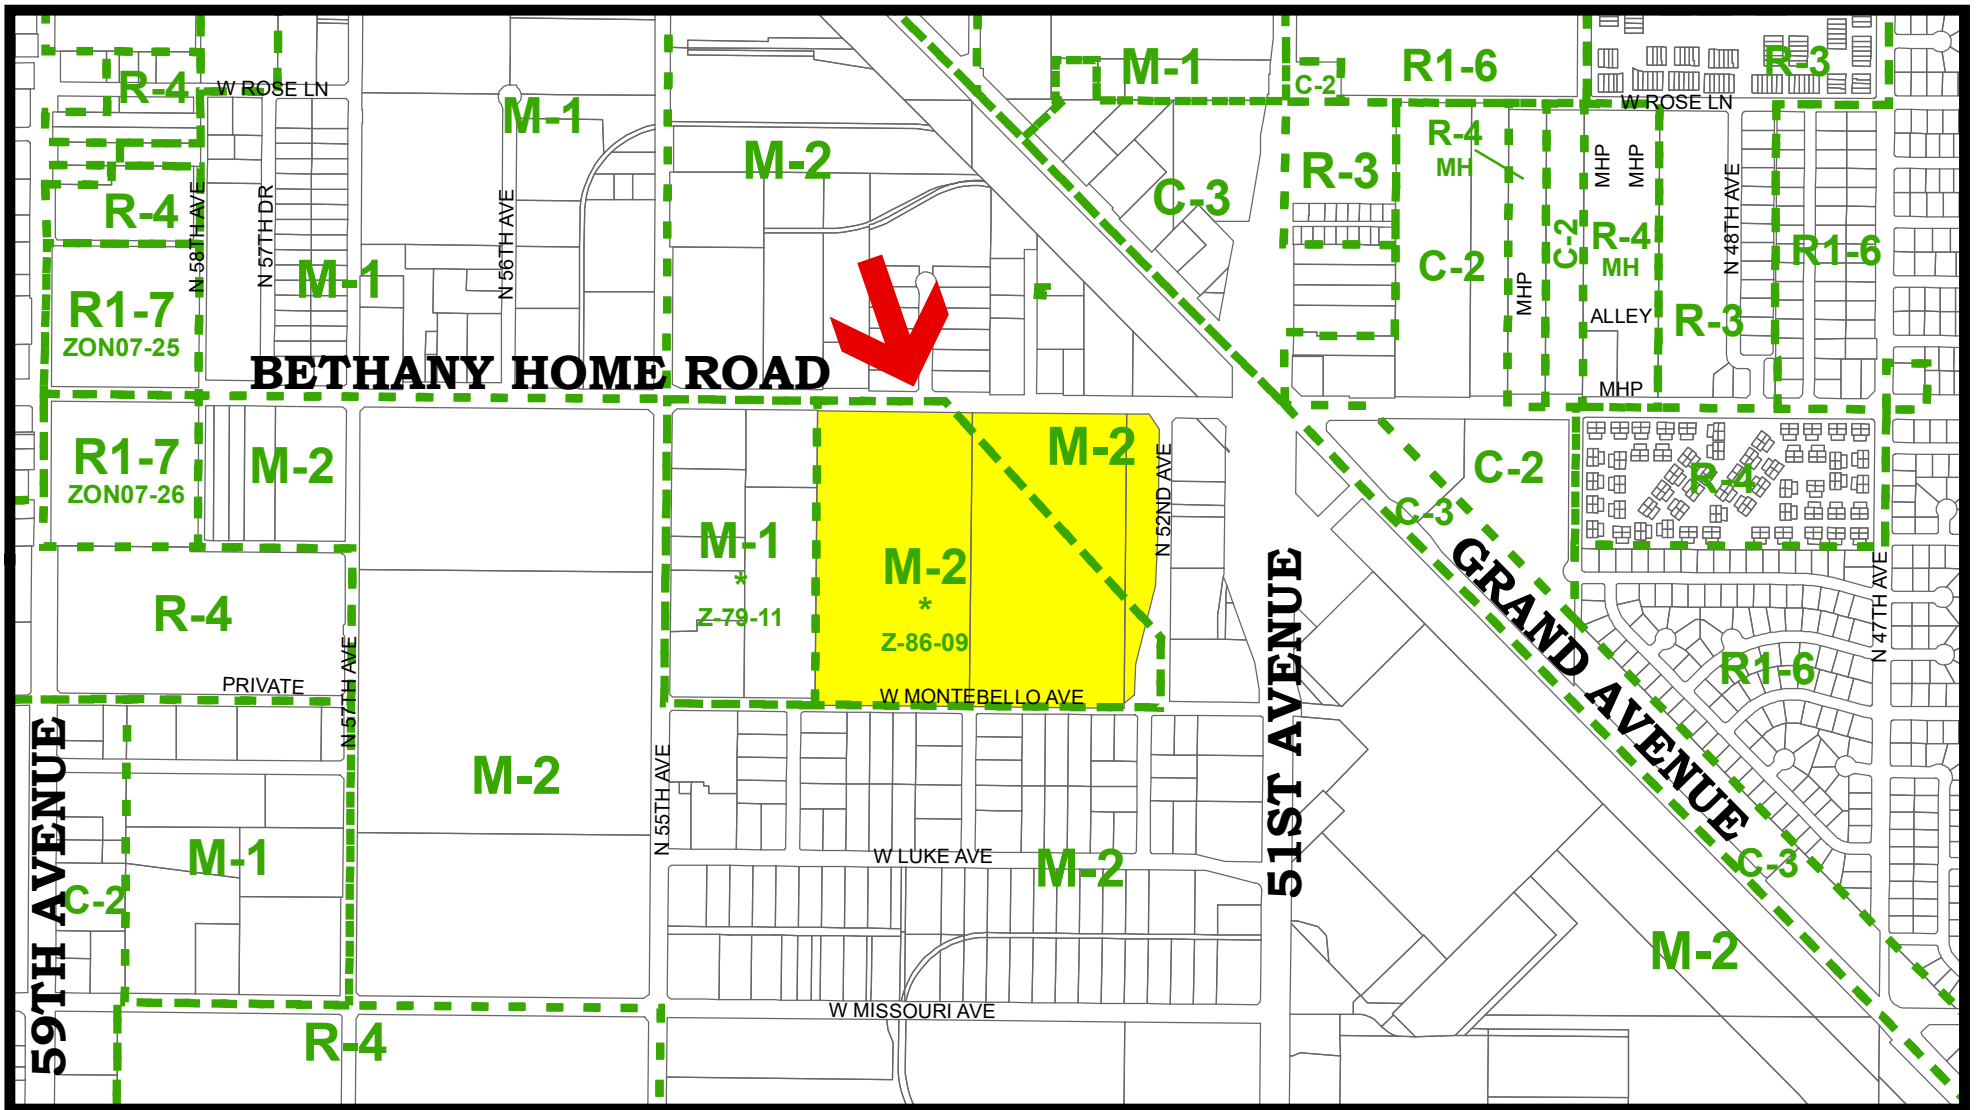 R-4
W ROSE LN
M-1
M-2
M-1
C-2
R1-6
R-3
W ROSE LN
R-4
MH
R-3
C-3
MHP
MHP
R-4
N 58TH AVE
N 57TH DR
M-1
N 56TH AVE
C-2
MHP
C-2
R-4
MH
N 48TH AVE
R1-6
R1-7
ZON07-25
ALLEY
R-3
BETHANY HOME ROAD
MHP
R1-7
ZON07-26
M-2
M-1
*
Z-79-11
M-2
*
Z-86-09
M-2
N 52ND AVE
C-2
C-3
R-4
R-4
PRIVATE
N 57TH AVE
W MONTEBELLO AVE
51ST AVENUE
GRAND AVENUE
R1-6
N 47TH AVE
59TH AVENUE
M-2
N 55TH AVE
M-1
C-2
W LUKE AVE
M-2
C-3
M-2
W MISSOURI AVE
R-4